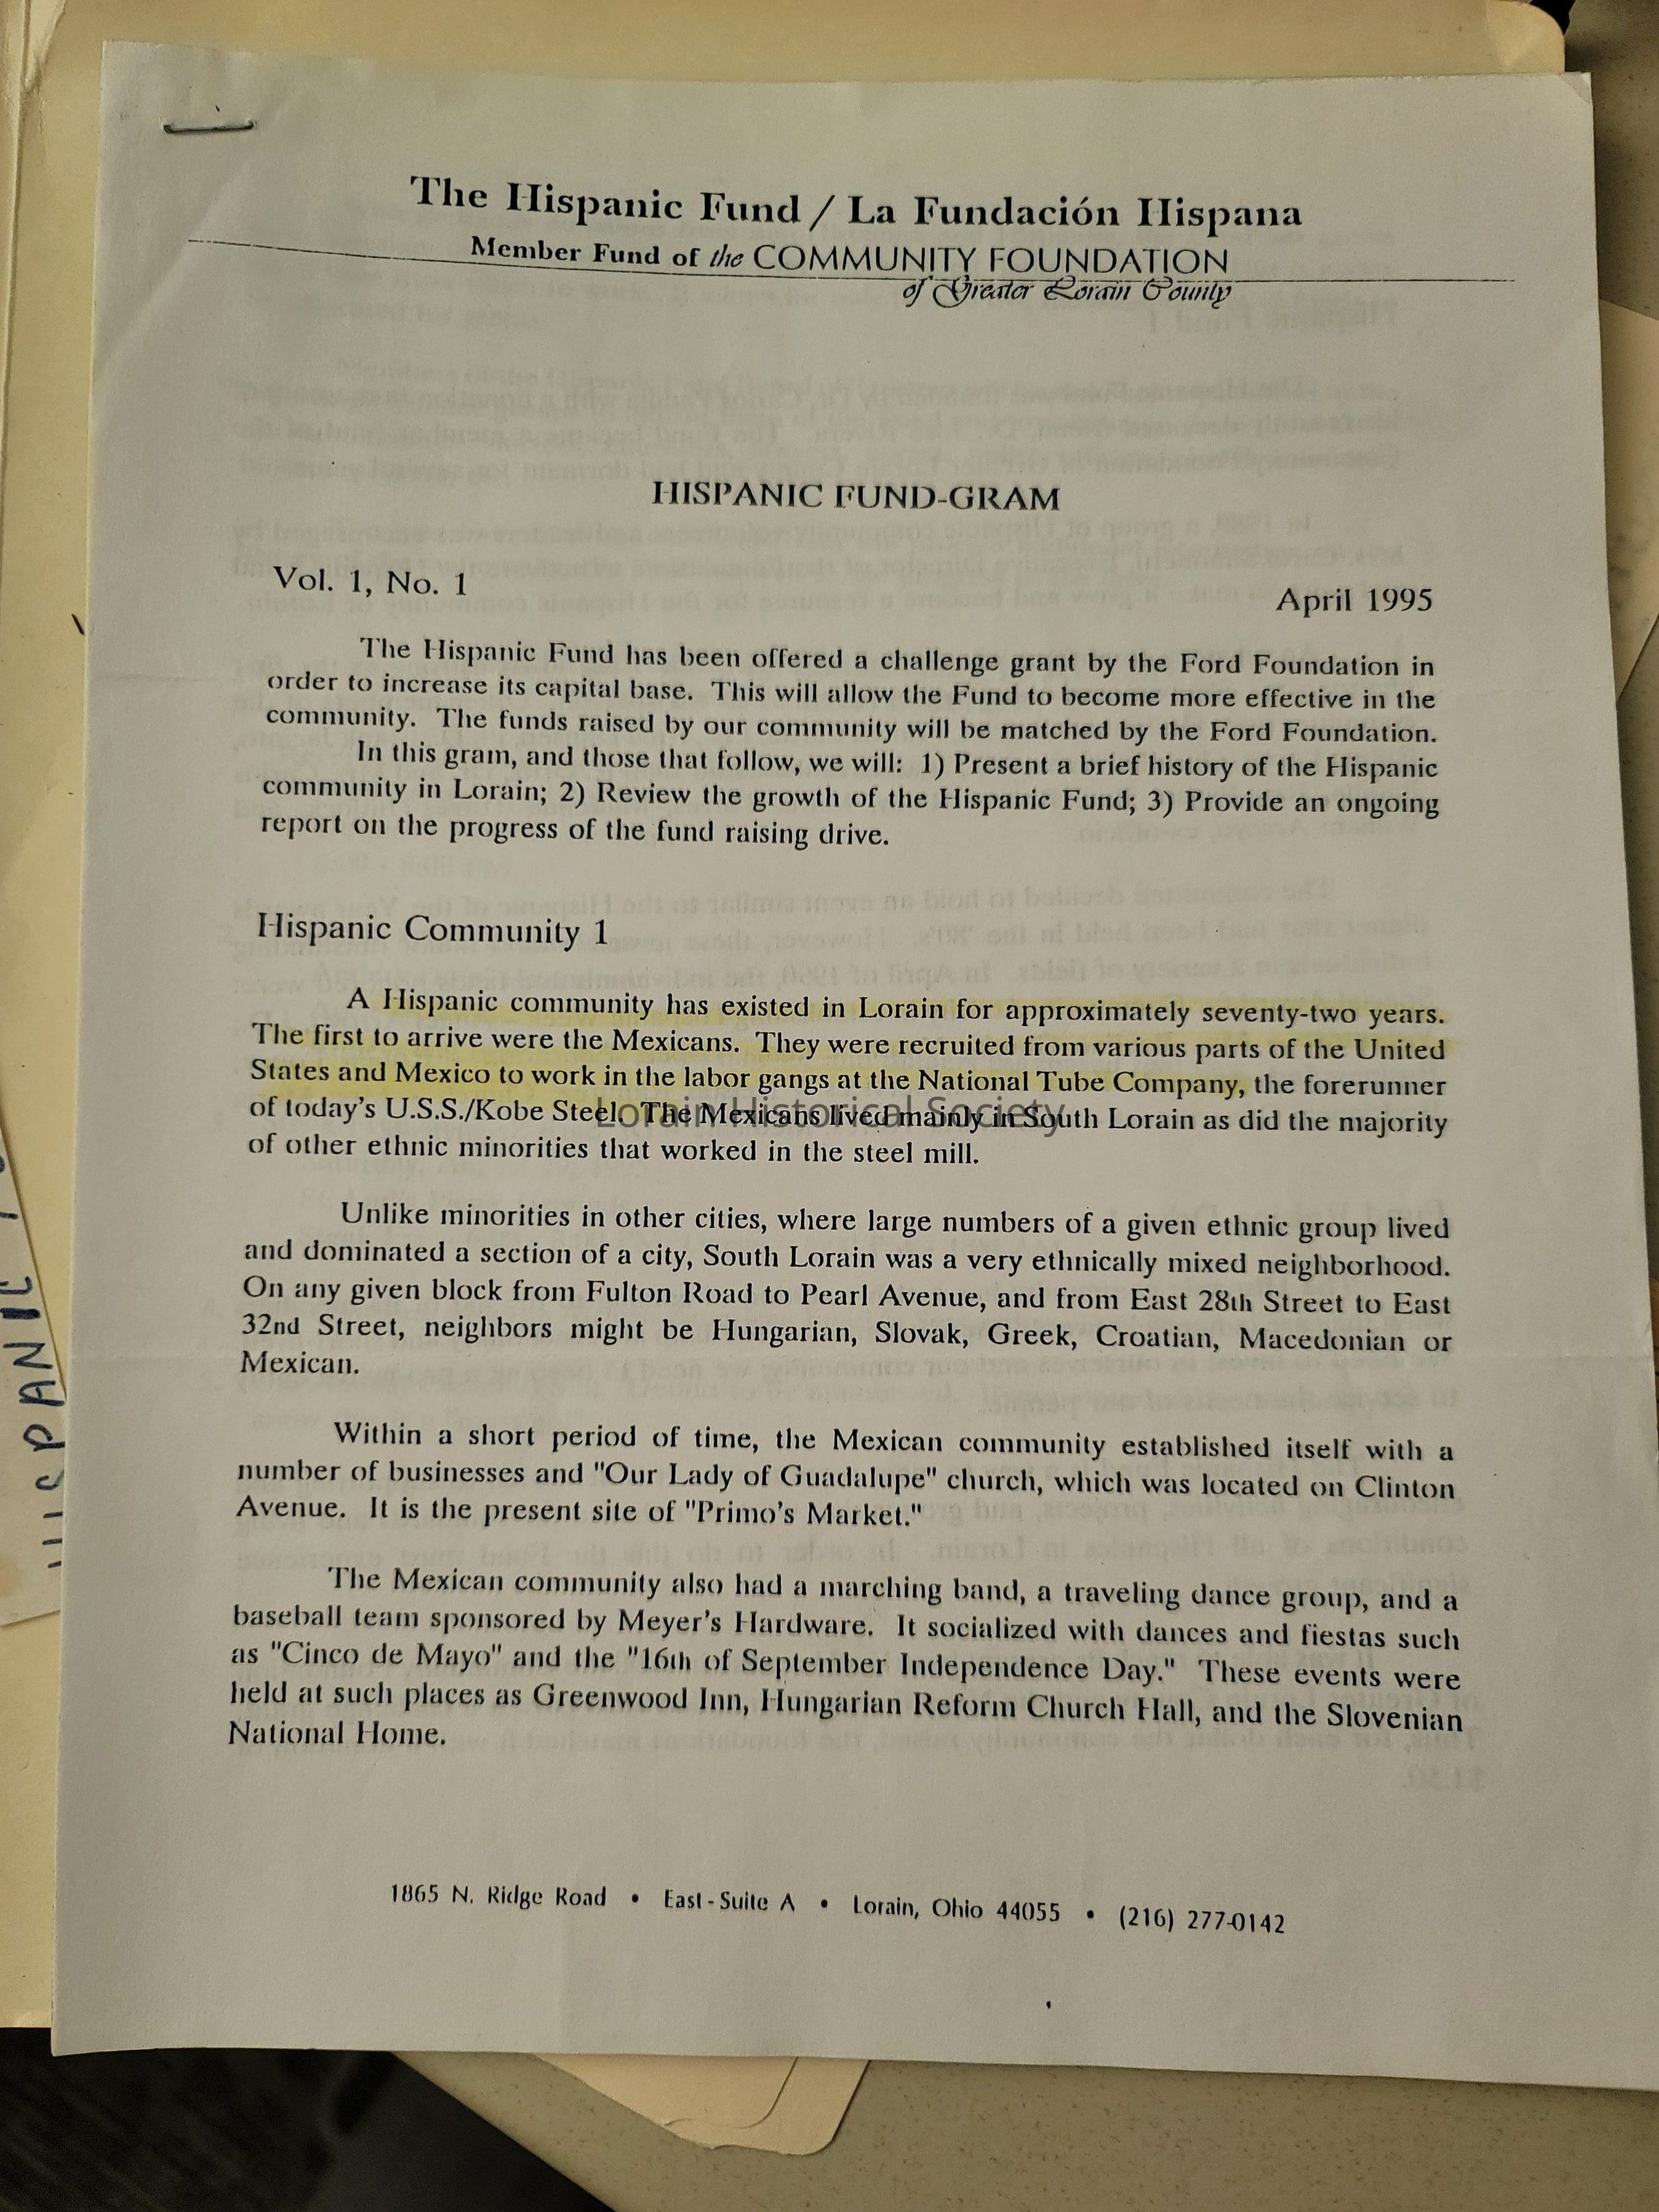 The Hispanic Fund / La Fundación Hispana
Member Fund of the COMMUNITY FOUNDATION
of Greater Lorain County
HISPANIC FUND-GRAM
Vol. 1, No. 1
April 1995
The Hispanic Fund has been offered a challenge grant by the Ford Foundation in
order to increase its capital base. This will allow the Fund to become more effective in the
community. The funds raised by our community will be matched by the Ford Foundation.
In this gram, and those that follow, we will: 1) Present a brief history of the Hispanic
community in Lorain; 2) Review the growth of the Hispanic Fund; 3) Provide an ongoing
report on the progress of the fund raising drive.
Hispanic Community 1
A Hispanic community has existed in Lorain for approximately seventy-two years.
The first to arrive were the Mexicans. They were recruited from various parts of the United
States and Mexico to work in the labor gangs at the National Tube Company, the forerunner
of today's U.S.S./Kobe Steel. The Mexicans lived mainly in South Lorain as did the majority
Lorain Historical Society
of other ethnic minorities that worked in the steel mill.
Unlike minorities in other cities, where large numbers of a given ethnic group lived
and dominated a section of a city, South Lorain was a very ethnically mixed neighborhood.
On any given block from Fulton Road to Pearl Avenue, and from East 28th Street to East
32nd Street, neighbors might be Hungarian, Slovak, Greek, Croatian, Macedonian or
Mexican.
Within a short period of time, the Mexican community established itself with a
number of businesses and "Our Lady of Guadalupe" church, which was located on Clinton
Avenue. It is the present site of "Primo's Market."
The Mexican community also had a marching band, a traveling dance group, and a
baseball team sponsored by Meyer's Hardware. It socialized with dances and fiestas such
as "Cinco de Mayo" and the "16th of September Independence Day." These events were
held at such places as Greenwood Inn, Hungarian Reform Church Hall, and the Slovenian
National Home.
1865 N. Ridge Road • East-Suite A • Lorain, Ohio 44055 • (216) 277-0142